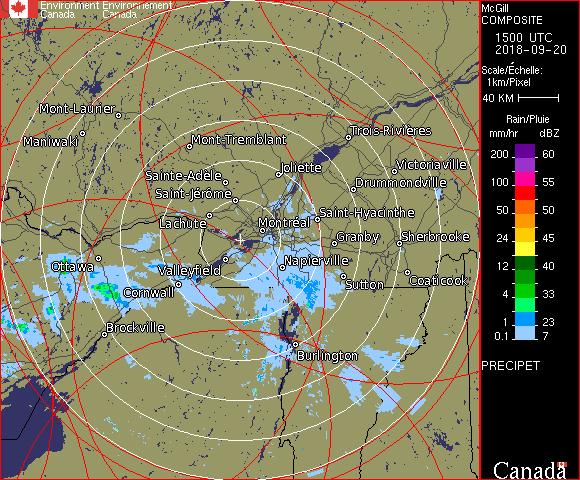 Environment Environnement
Canada Canada
McGill
COMPOSITE
1500 UTC
2018-09-20
Scale/Échelle:
1km/Pixel
40 KM
Rain/Pluie
mm/hr dBZ
200 60
100 55
50 50
24 45
12 40
4 33
1 23
0.1 7
PRECIPET
Canada
Mont-Laurier
Maniwaki
Mont-Tremblant
Trois-Rivières
Joliette
Victoriaville
Sainte-Adèle
Drummondville
Saint-Jérôme
Saint-Hyacinthe
Lachute
Montréal
Granby
Sherbrooke
Ottawa
Valleyfield
Napierville
Coaticook
Sutton
Cornwall
Brockville
Burlington